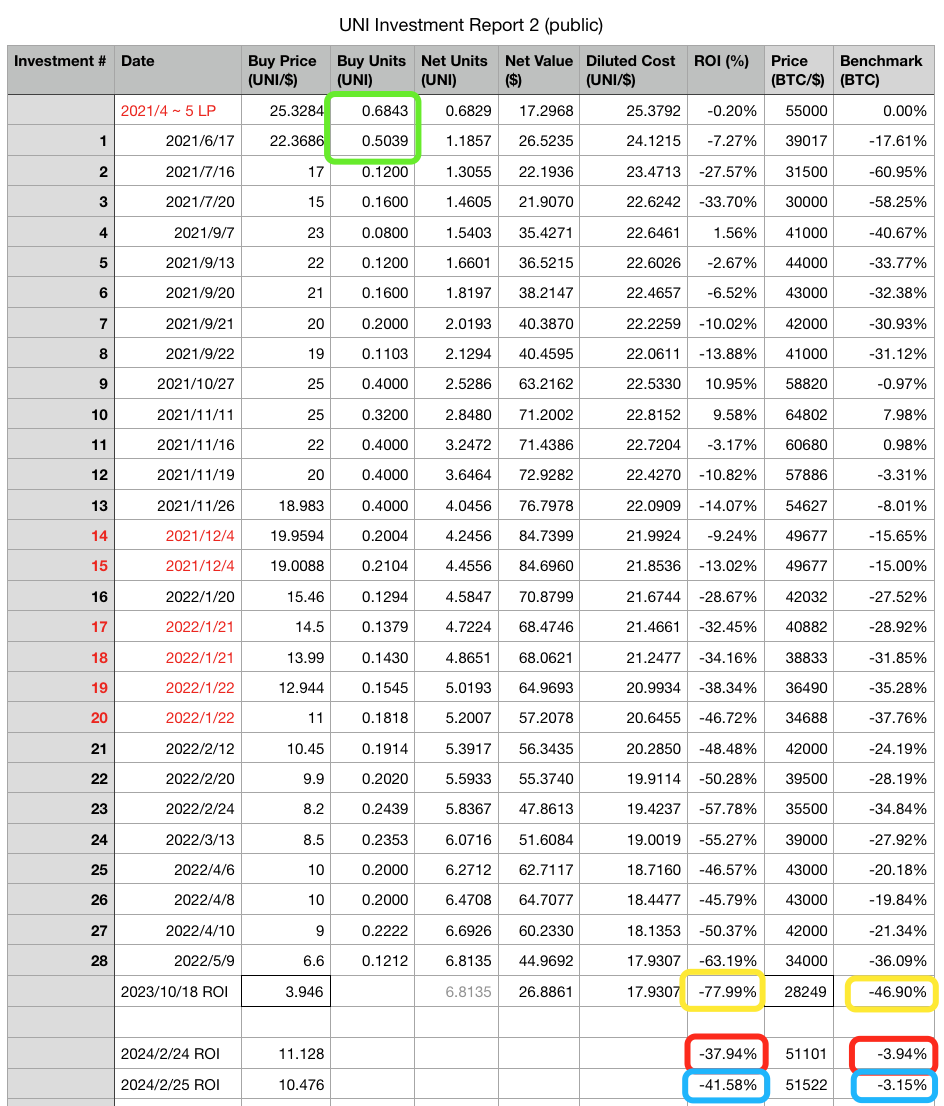 UNI Investment Report 2 (public)
Investment # Date Buy Price (UNI/$) Buy Units (UNI) Net Units (UNI) Net Value ($) Diluted Cost (UNI/$) ROI (%) Price (BTC/$) Benchmark (BTC)
2021/4 ~ 5 LP 25.3284 0.6843 0.6829 17.2968 25.3792 -0.20% 55000 0.00%
1 2021/6/17 22.3686 0.5039 1.1857 26.5235 24.1215 -7.27% 39017 -17.61%
2 2021/7/16 17 0.1200 1.3055 22.1936 23.4713 -27.57% 31500 -60.95%
3 2021/7/20 15 0.1600 1.4605 21.9070 22.6242 -33.70% 30000 -58.25%
4 2021/9/7 23 0.0800 1.5403 35.4271 22.6461 1.56% 41000 -40.67%
5 2021/9/13 22 0.1200 1.6601 36.5215 22.6026 -2.67% 44000 -33.77%
6 2021/9/20 21 0.1600 1.8197 38.2147 22.4657 -6.52% 43000 -32.38%
7 2021/9/21 20 0.2000 2.0193 40.3870 22.2259 -10.02% 42000 -30.93%
8 2021/9/22 19 0.1103 2.1294 40.4595 22.0611 -13.88% 41000 -31.12%
9 2021/10/27 25 0.4000 2.5286 63.2162 22.5330 10.95% 58820 -0.97%
10 2021/11/11 25 0.3200 2.8480 71.2002 22.8152 9.58% 64802 7.98%
11 2021/11/16 22 0.4000 3.2472 71.4386 22.7204 -3.17% 60680 0.98%
12 2021/11/19 20 0.4000 3.6464 72.9282 22.4270 -10.82% 57886 -3.31%
13 2021/11/26 18.983 0.4000 4.0456 76.7978 22.0909 -14.07% 54627 -8.01%
14 2021/12/4 19.9594 0.2004 4.2456 84.7399 21.9924 -9.24% 49677 -15.65%
15 2021/12/4 19.0088 0.2104 4.4556 84.6960 21.8536 -13.02% 49677 -15.00%
16 2022/1/20 15.46 0.1294 4.5847 70.8799 21.6744 -28.67% 42032 -27.52%
17 2022/1/21 14.5 0.1379 4.7224 68.4746 21.4661 -32.45% 40882 -28.92%
18 2022/1/21 13.99 0.1430 4.8651 68.0621 21.2477 -34.16% 38833 -31.85%
19 2022/1/22 12.944 0.1545 5.0193 64.9693 20.9934 -38.34% 36490 -35.28%
20 2022/1/22 11 0.1818 5.2007 57.2078 20.6455 -46.72% 34688 -37.76%
21 2022/2/12 10.45 0.1914 5.3917 56.3435 20.2850 -48.48% 42000 -24.19%
22 2022/2/20 9.9 0.2020 5.5933 55.3740 19.9114 -50.28% 39500 -28.19%
23 2022/2/24 8.2 0.2439 5.8367 47.8613 19.4237 -57.78% 35500 -34.84%
24 2022/3/13 8.5 0.2353 6.0716 51.6084 19.0019 -55.27% 39000 -27.92%
25 2022/4/6 10 0.2000 6.2712 62.7117 18.7160 -46.57% 43000 -20.18%
26 2022/4/8 10 0.2000 6.4708 64.7077 18.4477 -45.79% 43000 -19.84%
27 2022/4/10 9 0.2222 6.6926 60.2330 18.1353 -50.37% 42000 -21.34%
28 2022/5/9 6.6 0.1212 6.8135 44.9692 17.9307 -63.19% 34000 -36.09%
2023/10/18 ROI 3.946 6.8135 26.8861 17.9307 -77.99% 28249 -46.90%
2024/2/24 ROI 11.128 -37.94% 51101 -3.94%
2024/2/25 ROI 10.476 -41.58% 51522 -3.15%